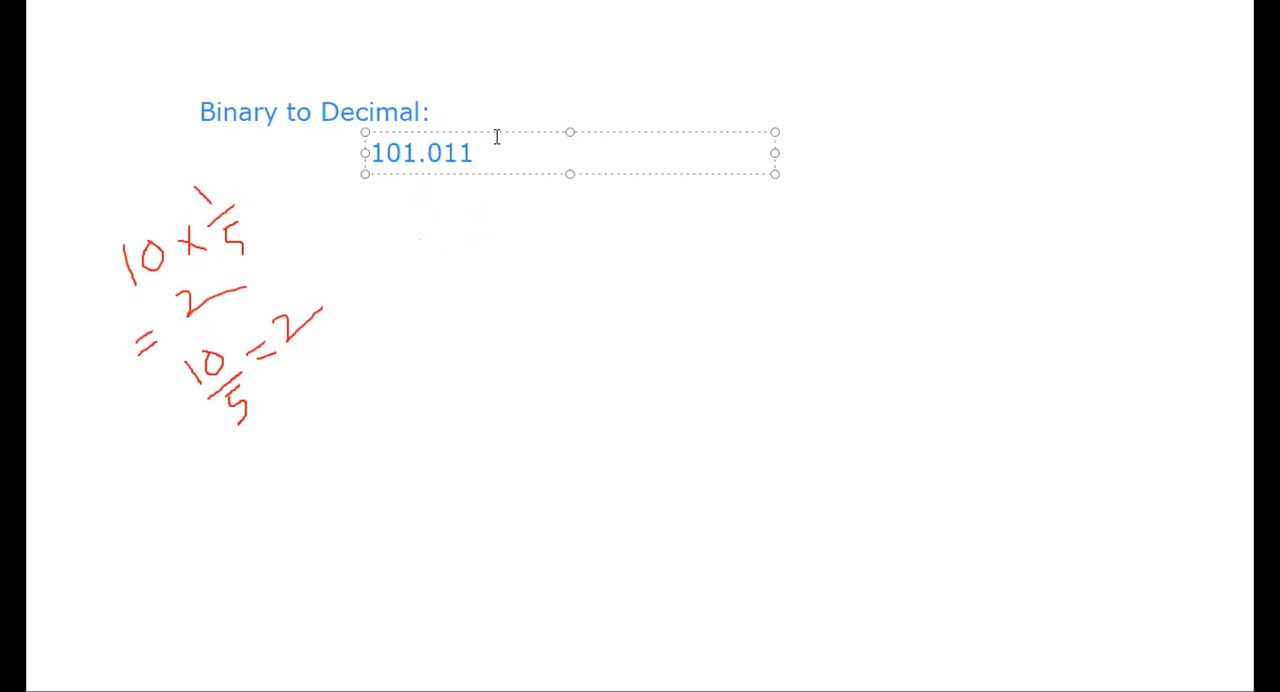 Binary to Decimal:
101.011
10 × 1/5
= 2
10/5 = 2